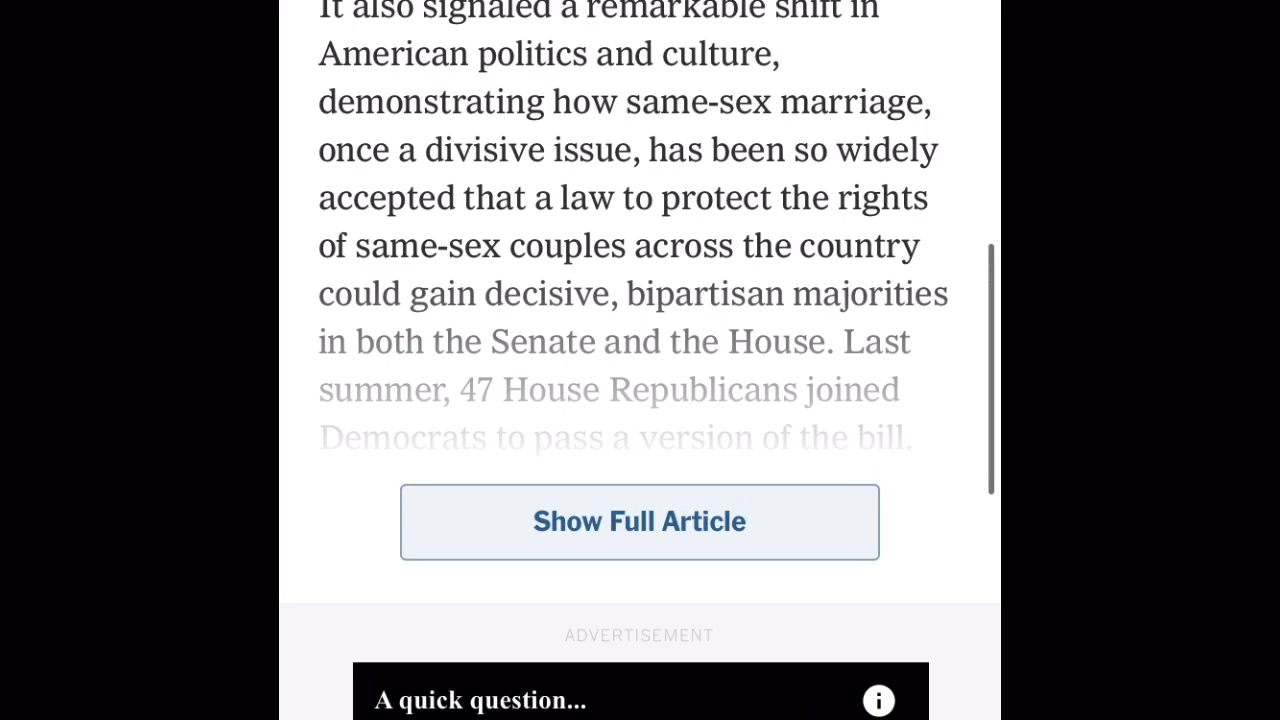 It also signaled a remarkable shift in
American politics and culture,
demonstrating how same-sex marriage,
once a divisive issue, has been so widely
accepted that a law to protect the rights
of same-sex couples across the country
could gain decisive, bipartisan majorities
in both the Senate and the House. Last
summer, 47 House Republicans joined
Democrats to pass a version of the bill.
Show Full Article
ADVERTISEMENT
A quick question...
i